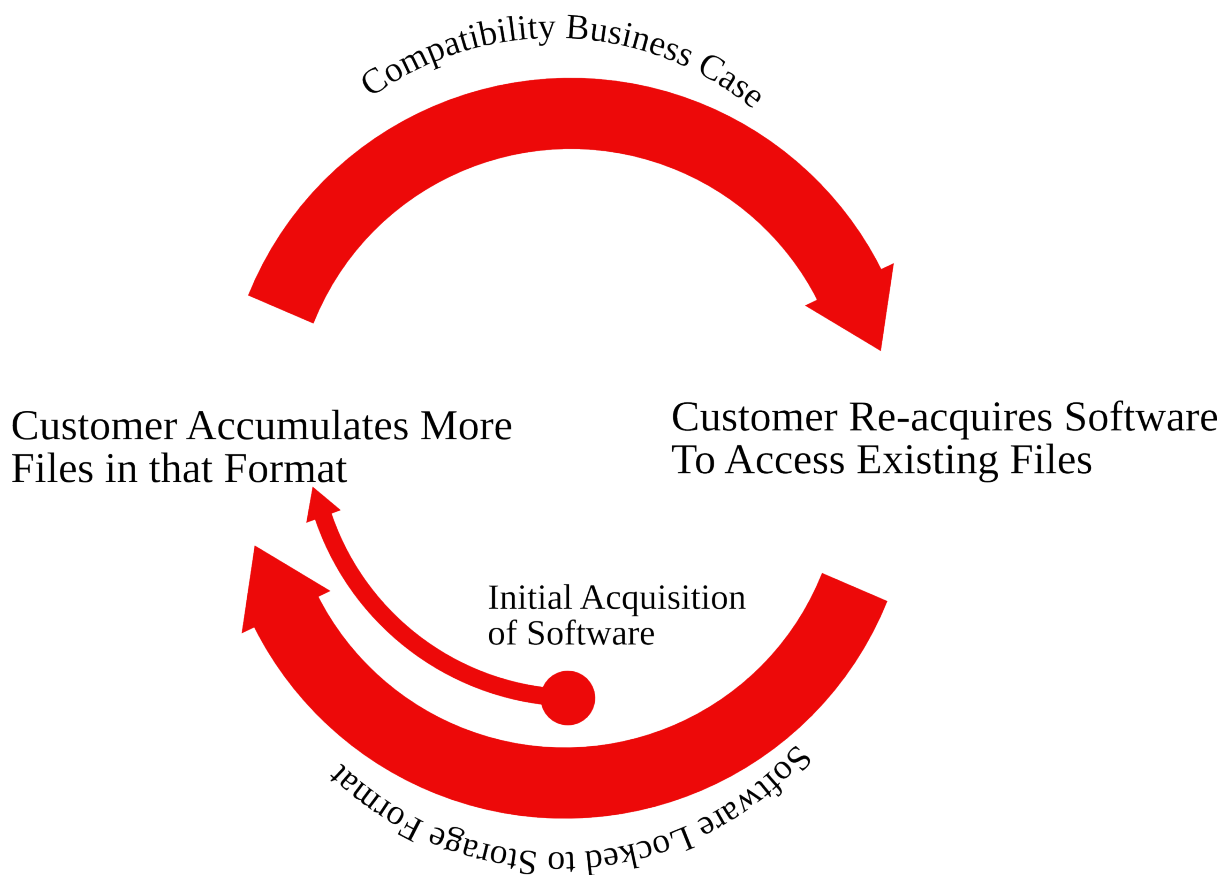 Compatibility Business Case
Customer Accumulates More
Files in that Format
Customer Re-acquires Software
To Access Existing Files
Initial Acquisition
of Software
Software Locked to Storage Format